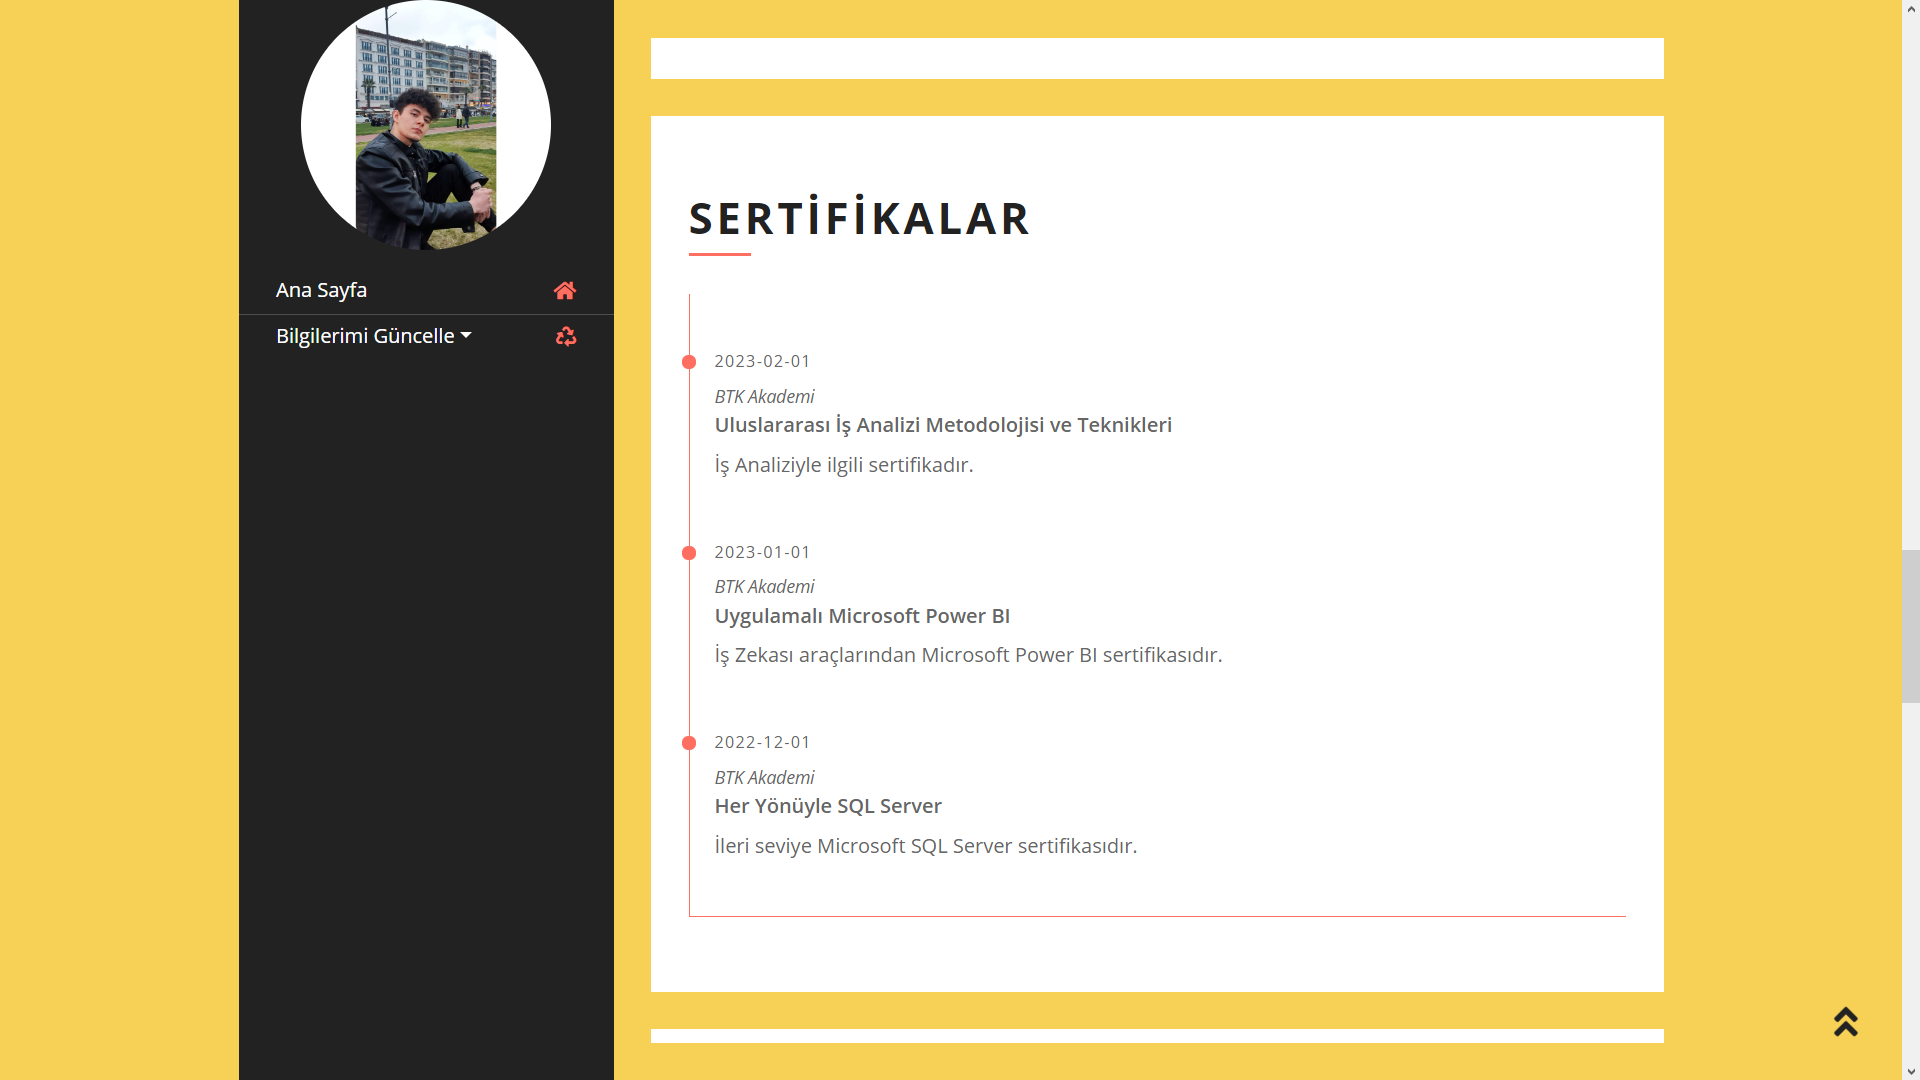 Ana Sayfa
Bilgilerimi Güncelle
SERTİFİKALAR
2023-02-01
BTK Akademi
Uluslararası İş Analizi Metodolojisi ve Teknikleri
İş Analiziyle ilgili sertifikadır.
2023-01-01
BTK Akademi
Uygulamalı Microsoft Power BI
İş Zekası araçlarından Microsoft Power BI sertifikasıdır.
2022-12-01
BTK Akademi
Her Yönüyle SQL Server
İleri seviye Microsoft SQL Server sertifikasıdır.